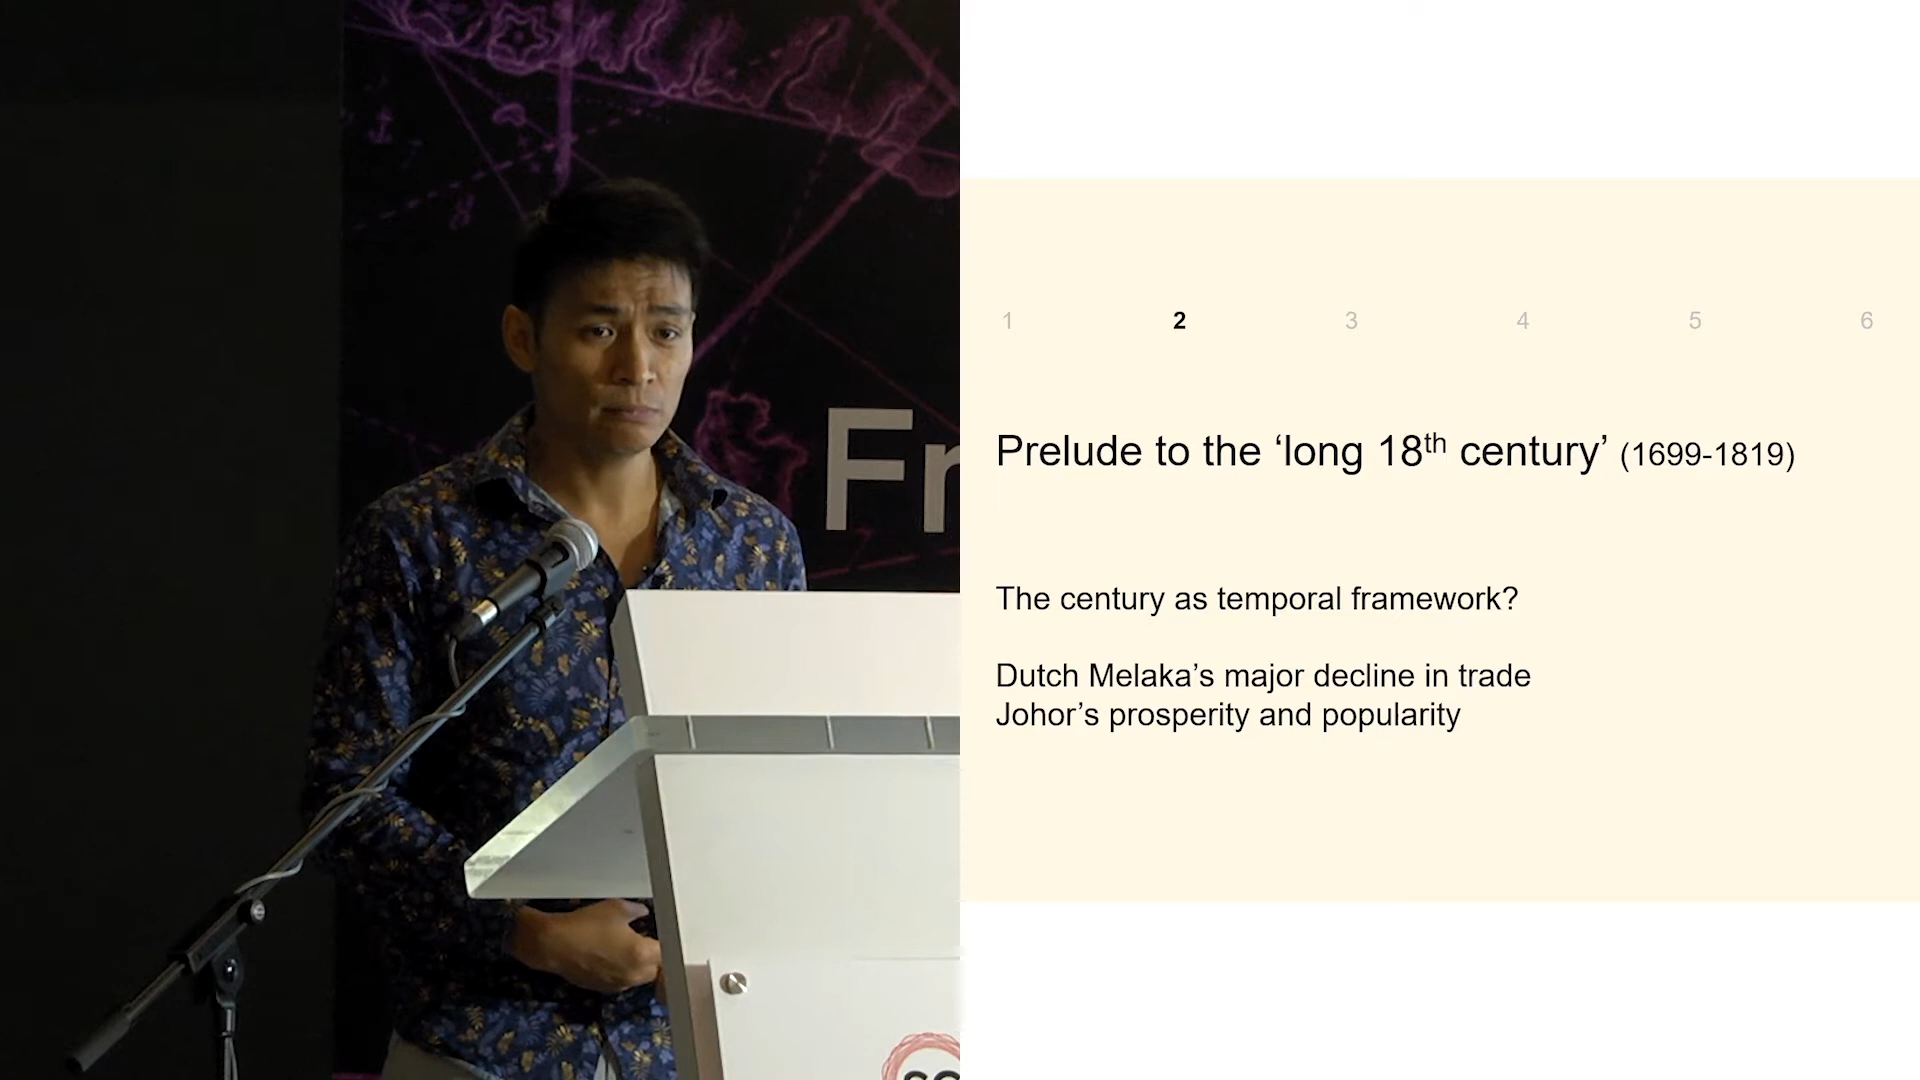 Fr
1 2 3 4 5 6
Prelude to the ‘long 18th century’ (1699-1819)
The century as temporal framework?
Dutch Melaka’s major decline in trade
Johor’s prosperity and popularity